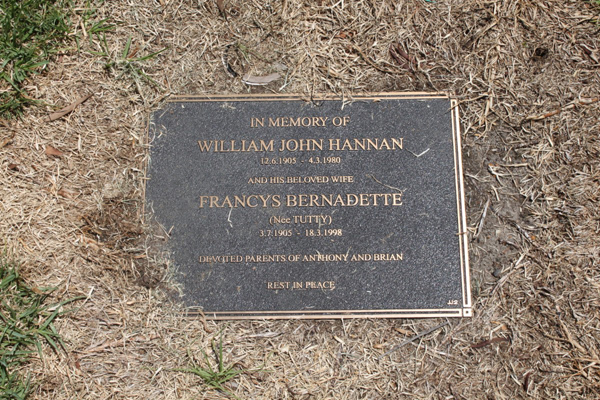 IN MEMORY OF
WILLIAM JOHN HANNAN
12.6.1905 - 4.3.1980
AND HIS BELOVED WIFE
FRANCYS BERNADETTE
(Née TUTTY)
3.7.1905 - 18.3.1998
DEVOTED PARENTS OF ANTHONY AND BRIAN
REST IN PEACE